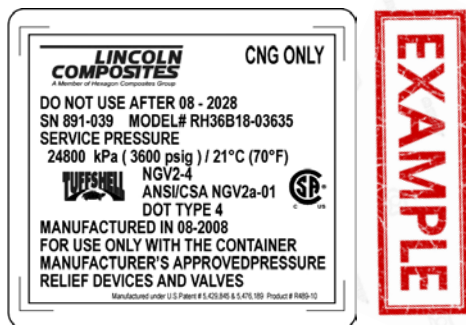 LINCOLN
COMPOSITES
A Member of Hexagon Composites Group
CNG ONLY
DO NOT USE AFTER 08 - 2028
SN 891-039 MODEL# RH36B18-03635
SERVICE PRESSURE
24800 kPa ( 3600 psig ) / 21°C (70°F)
TUFFSHELL
NGV2-4
ANSI/CSA NGV2a-01
DOT TYPE 4
CSA
C US
MANUFACTURED IN 08-2008
FOR USE ONLY WITH THE CONTAINER
MANUFACTURER'S APPROVEDPRESSURE
RELIEF DEVICES AND VALVES
Manufactured under U.S.Patent # 5,429,845 & 5,476,189 Product # R489-10
EXAMPLE